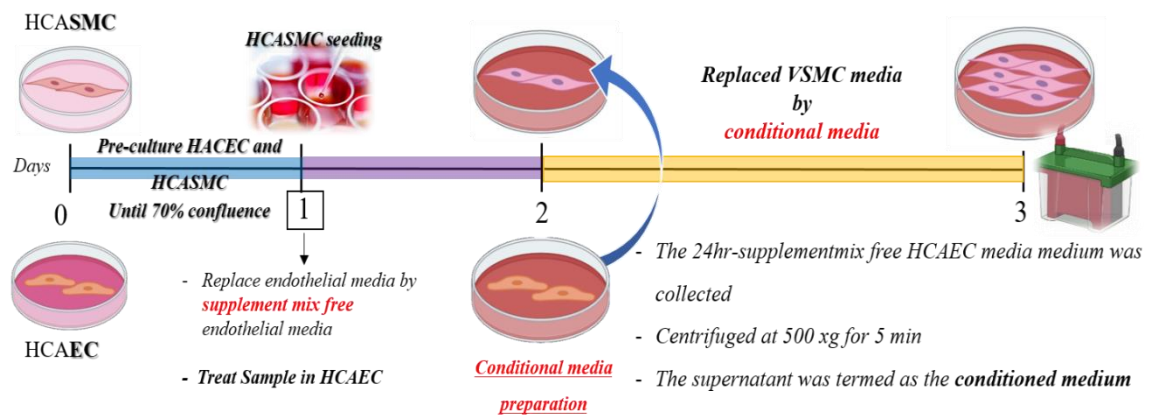 HCASMC
HCASMC seeding
Replaced VSMC media
by
conditional media
Days
Pre-culture HACEC and
HCASMC
Until 70% confluence
0
1
2
3
- Replace endothelial media by
supplement mix free
endothelial media
- Treat Sample in HCAEC
HCAEC
Conditional media
preparation
- The 24hr-supplementmix free HCAEC media medium was
collected
- Centrifuged at 500 xg for 5 min
- The supernatant was termed as the conditioned medium